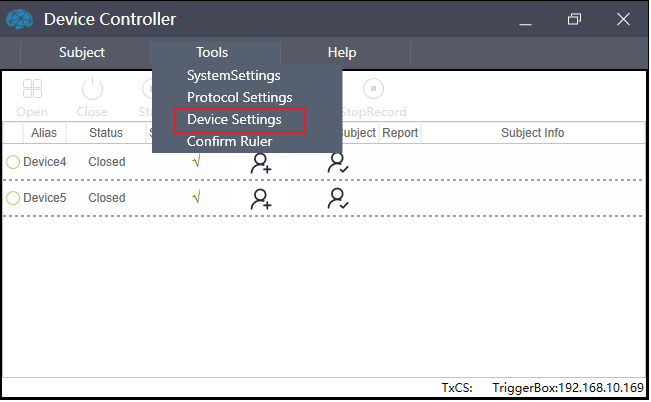 Device Controller
Subject Tools Help
SystemSettings
Protocol Settings
Device Settings
Confirm Ruler
Open Close StopRecord
Alias Status Subject Report Subject Info
Device4 Closed √
Device5 Closed √
TxCS: TriggerBox:192.168.10.169